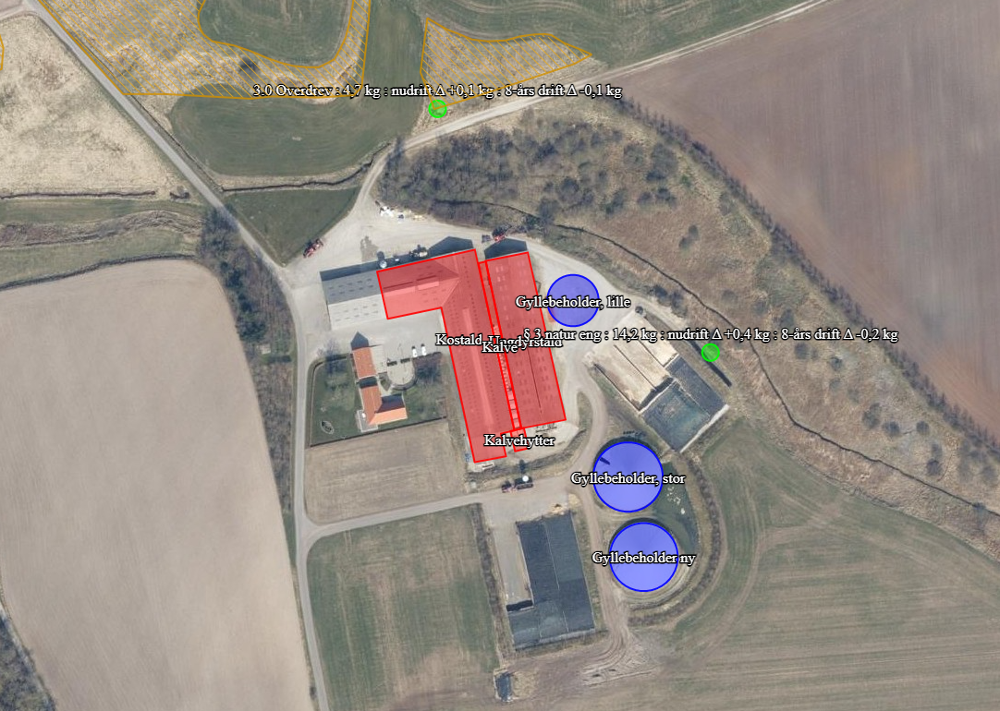 3.0 Overdrev : 4,7 kg : nudrift Δ +0,1 kg : 8-års drift Δ -0,1 kg
Gyllebeholder, lille
§ 3 natur eng : 14,2 kg : nudrift Δ +0,4 kg : 8-års drift Δ -0,2 kg
Kostald Ungdyrstald
Kalve
Kalvehytter
Gyllebeholder, stor
Gyllebeholder ny